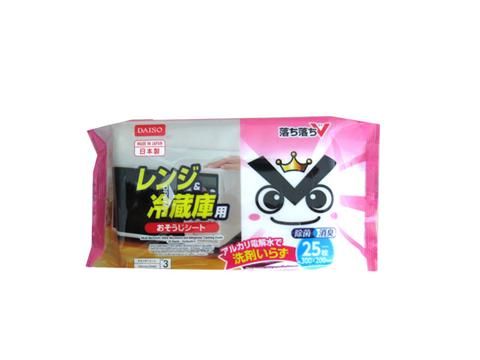 DAISO
MADE IN JAPAN
日本製
レンジ&
冷蔵庫用
おそうじシート
落ち落ちV
除菌 消臭
アルカリ電解水で
洗剤いらず
25枚
3